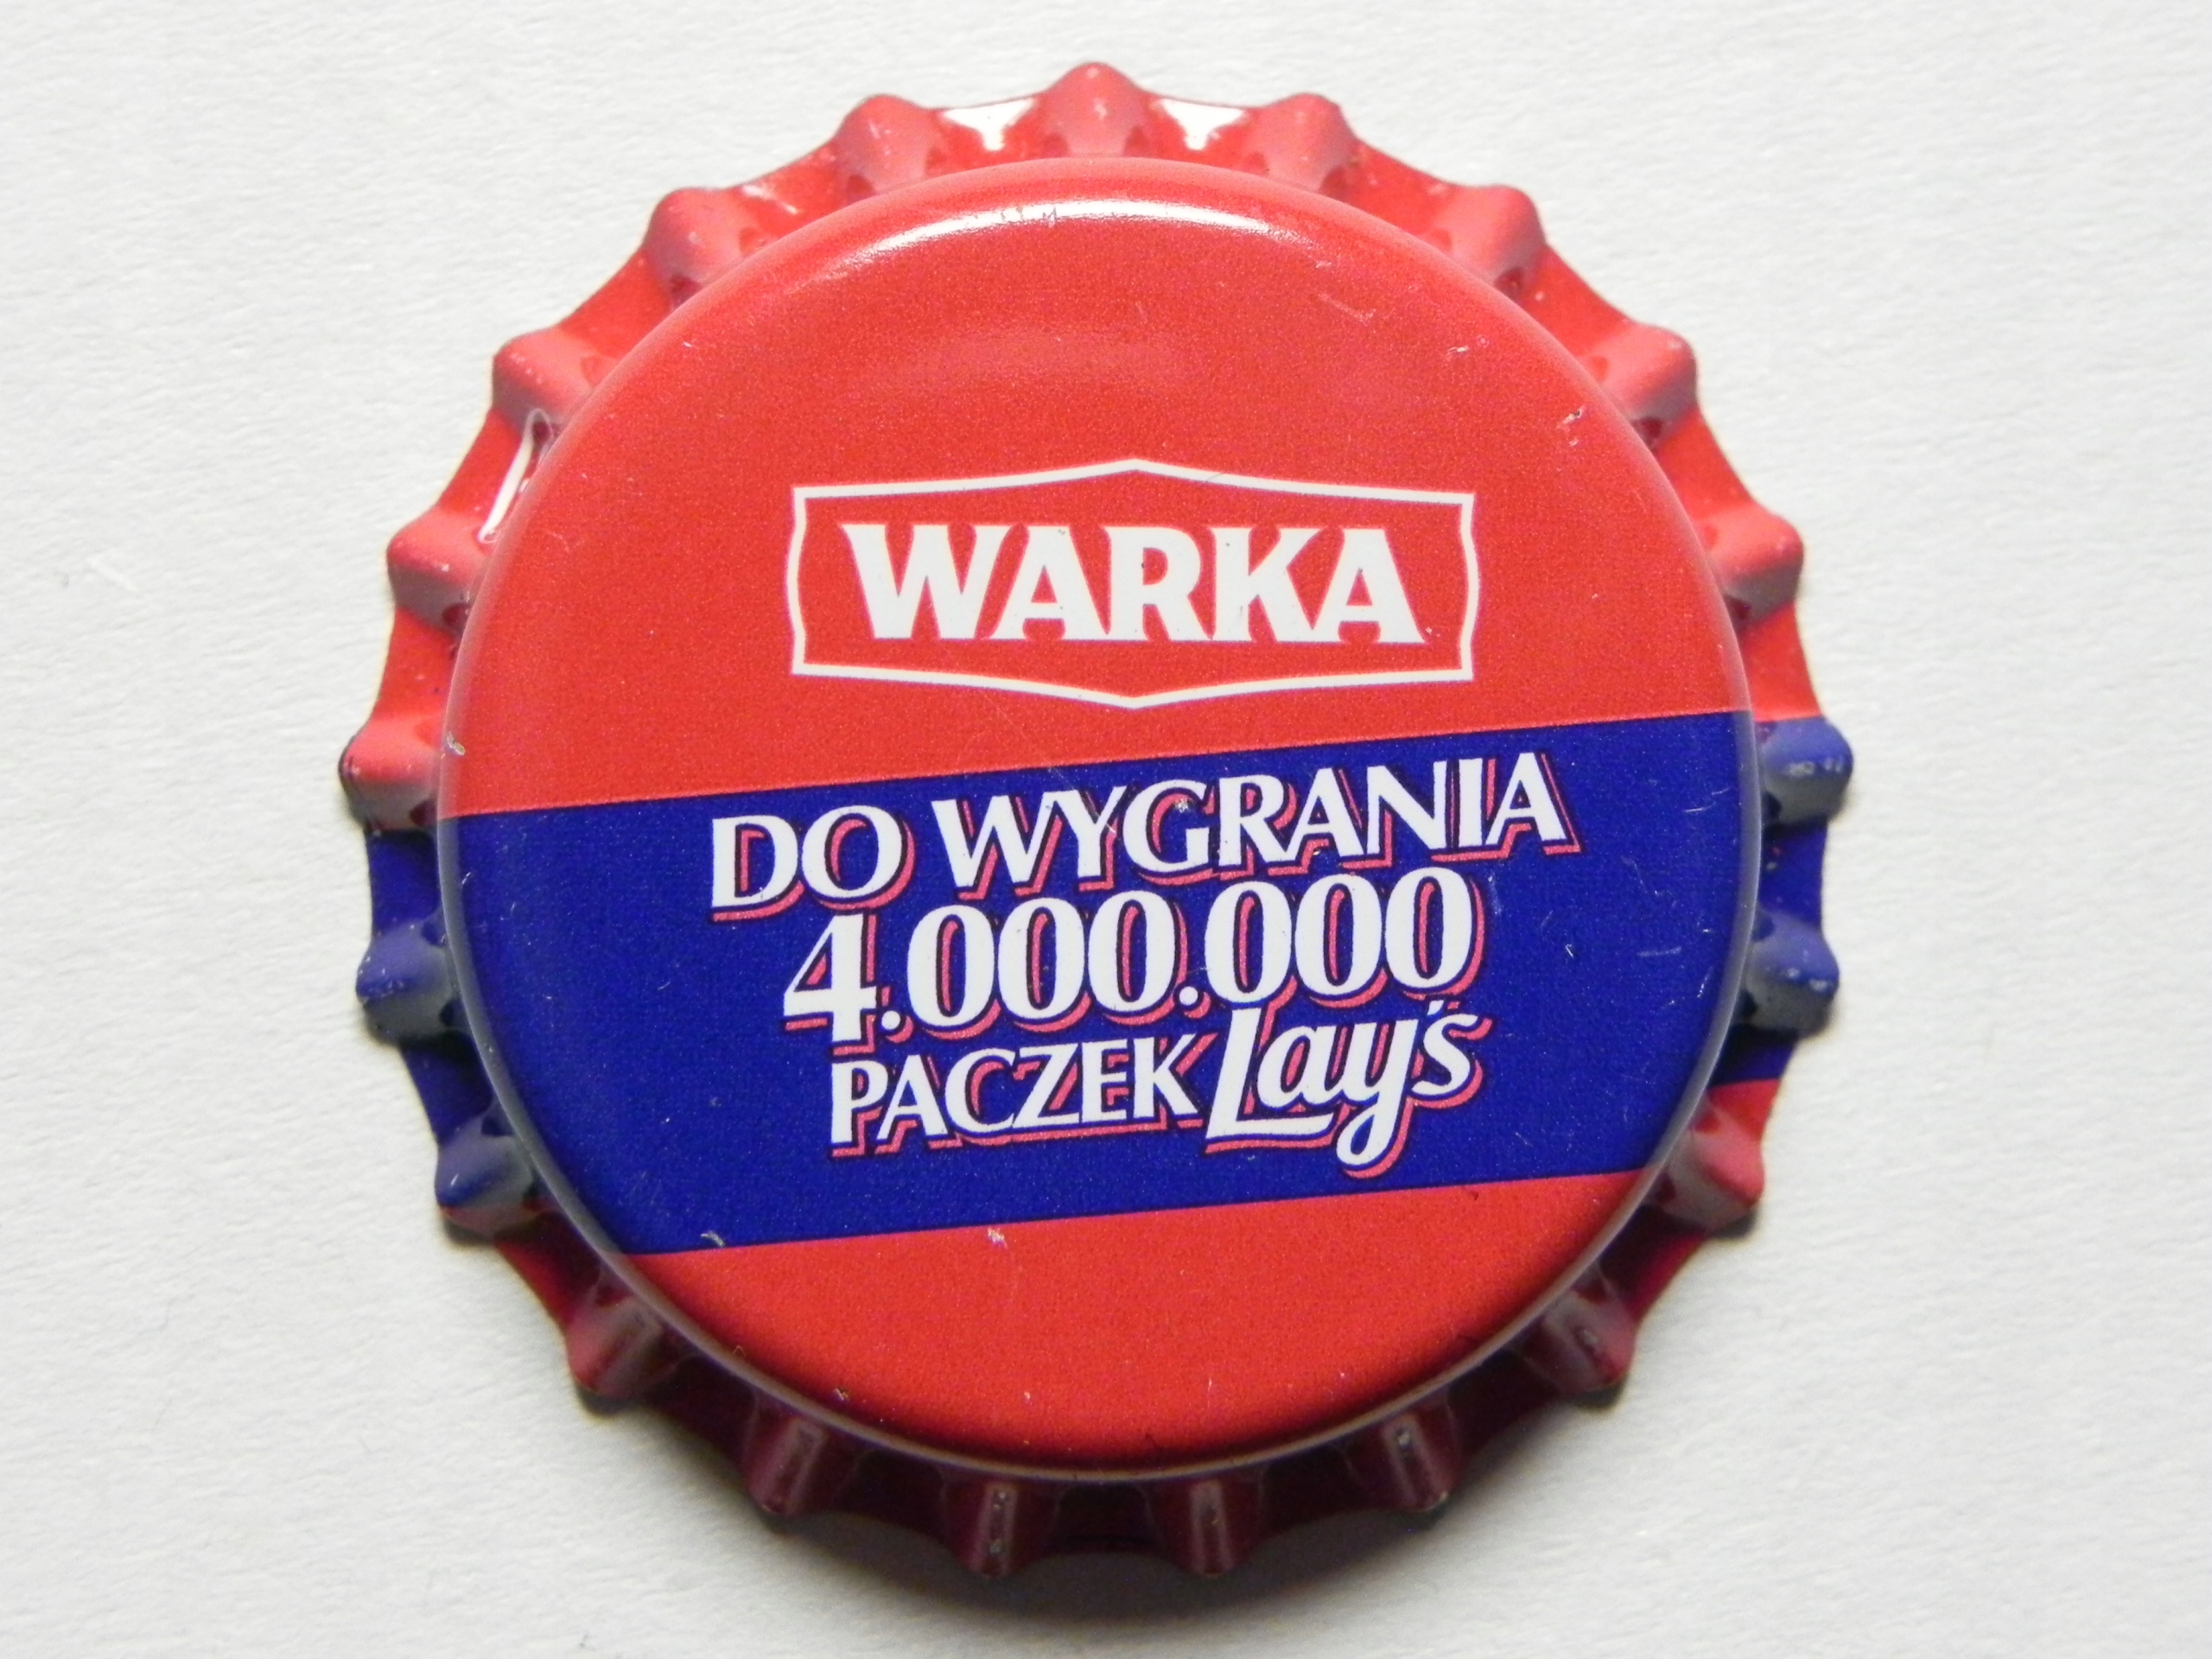 WARKA
DO WYGRANIA
4.000.000
PACZEK Lay's